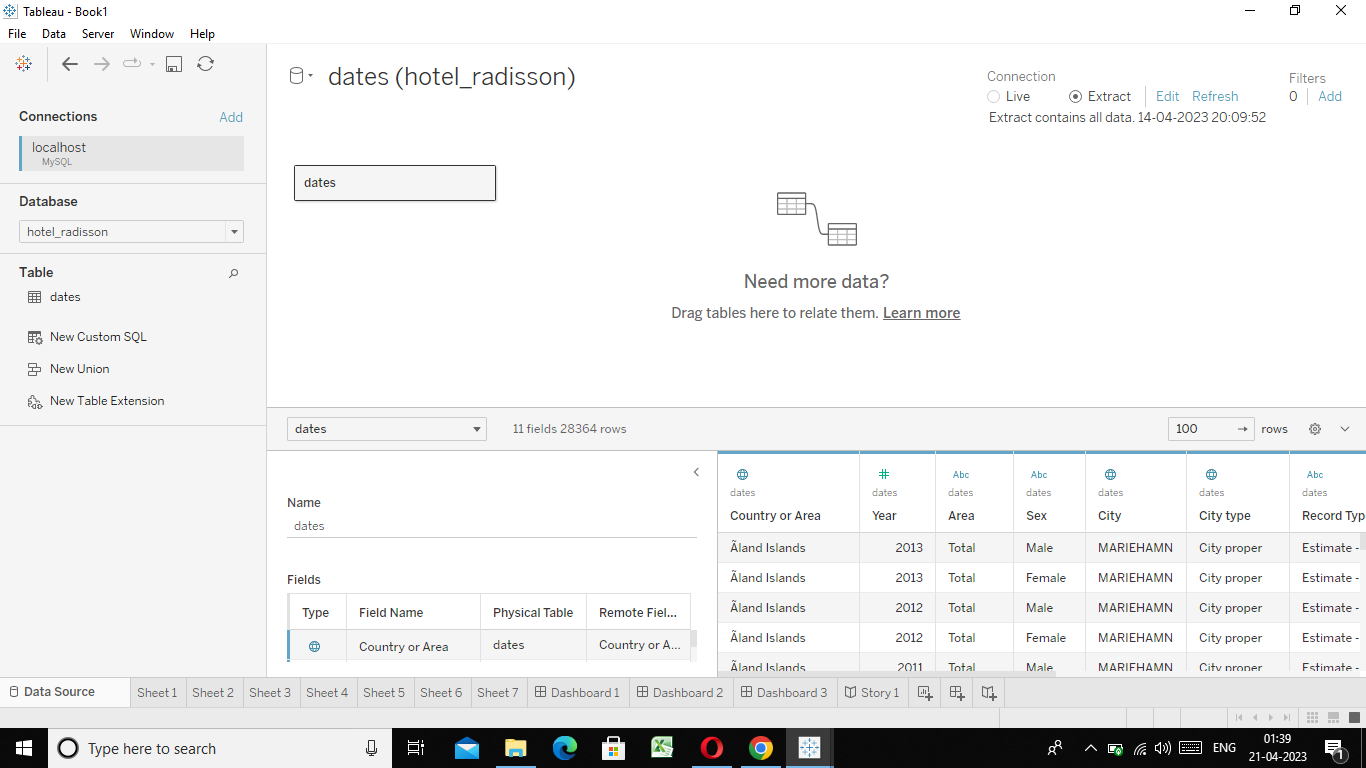 Tableau - Book1
File Data Server Window Help
Connections Add
localhost
MySQL
Database
hotel_radisson
Table
dates
New Custom SQL
New Union
New Table Extension
dates (hotel_radisson)
Connection
Live Extract Edit Refresh
Extract contains all data. 14-04-2023 20:09:52
Filters
0 Add
dates
Need more data?
Drag tables here to relate them. Learn more
dates 11 fields 28364 rows 100 rows
Name
dates
Fields
Type Field Name Physical Table Remote Fiel...
Country or Area dates Country or A...
Abc Abc Abc
dates dates dates dates dates dates dates
Country or Area Year Area Sex City City type Record Typ
Ãland Islands 2013 Total Male MARIEHAMN City proper Estimate -
Ãland Islands 2013 Total Female MARIEHAMN City proper Estimate -
Ãland Islands 2012 Total Male MARIEHAMN City proper Estimate -
Ãland Islands 2012 Total Female MARIEHAMN City proper Estimate -
Ãland Islands 2011 Total Male MARIEHAMN City proper Estimate -
Data Source Sheet 1 Sheet 2 Sheet 3 Sheet 4 Sheet 5 Sheet 6 Sheet 7 Dashboard 1 Dashboard 2 Dashboard 3 Story 1
Type here to search
ENG
01:39
21-04-2023
1